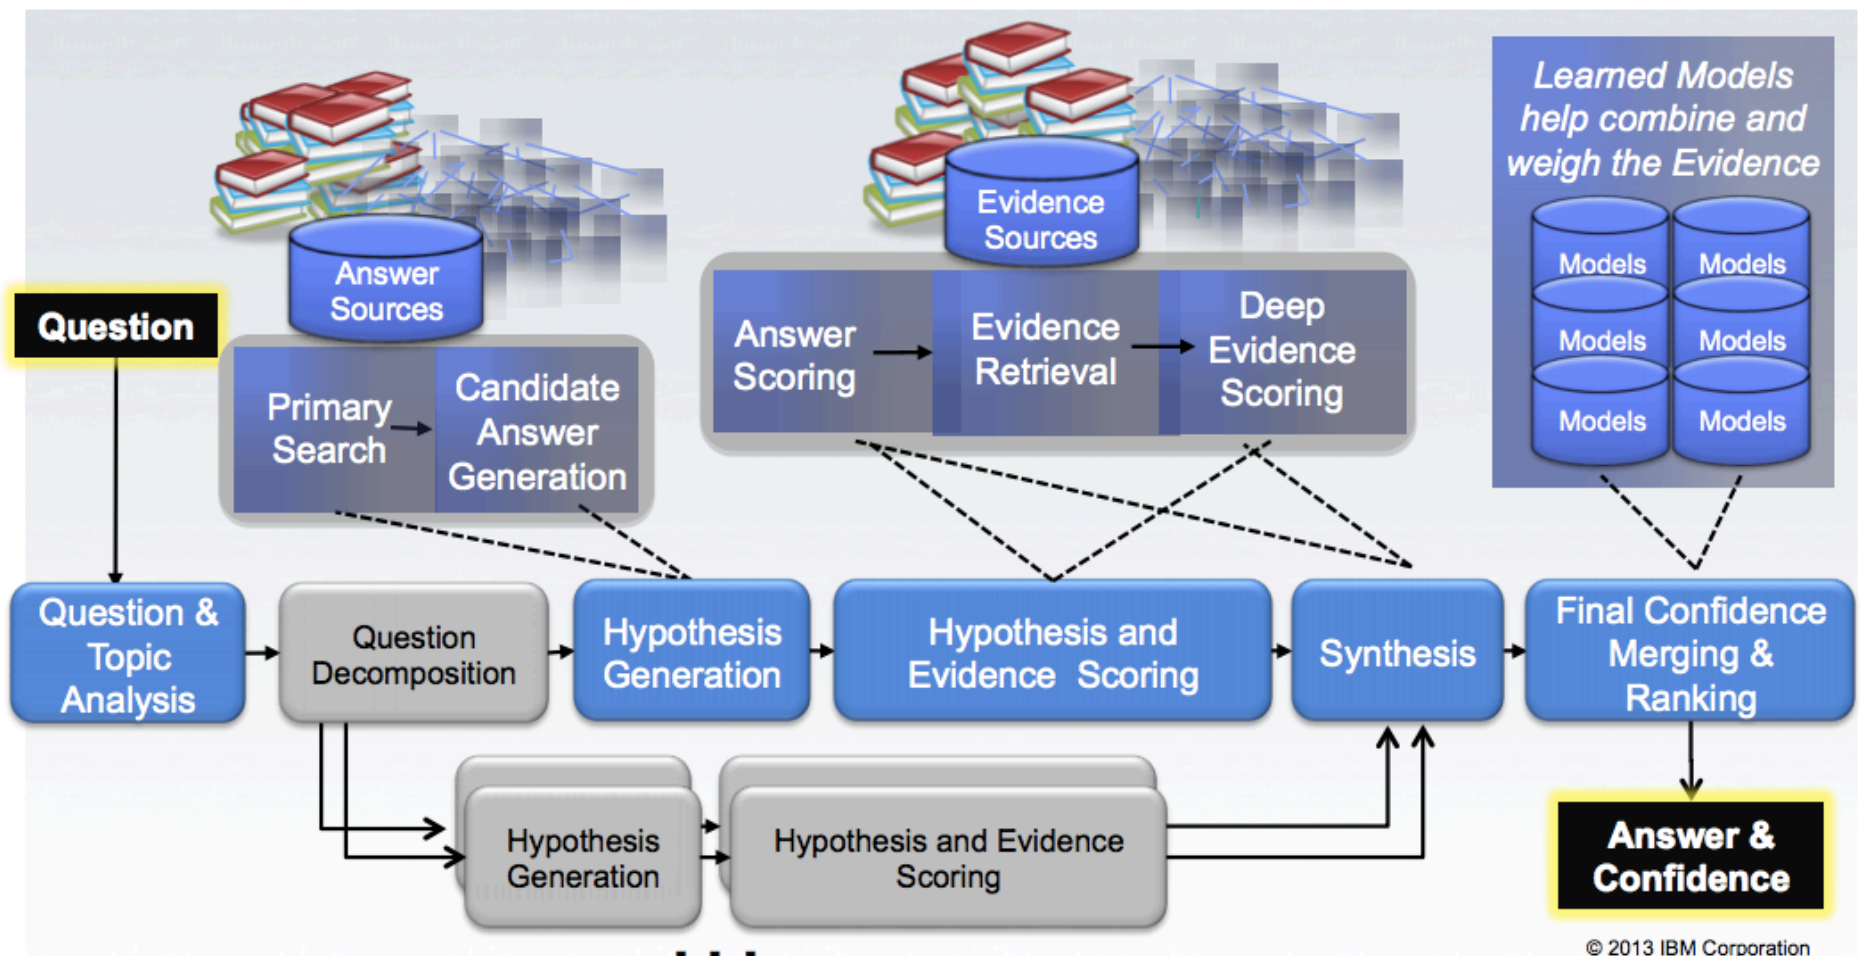 Learned Models
help combine and
weigh the Evidence
Evidence
Sources
Models
Models
Models
Models
Models
Models
Answer
Sources
Question
Answer
Scoring
Evidence
Retrieval
Deep
Evidence
Scoring
Primary
Search
Candidate
Answer
Generation
Question &
Topic
Analysis
Question
Decomposition
Hypothesis
Generation
Hypothesis and
Evidence Scoring
Synthesis
Final Confidence
Merging &
Ranking
Hypothesis
Generation
Hypothesis and Evidence
Scoring
Answer &
Confidence
© 2013 IBM Corporation